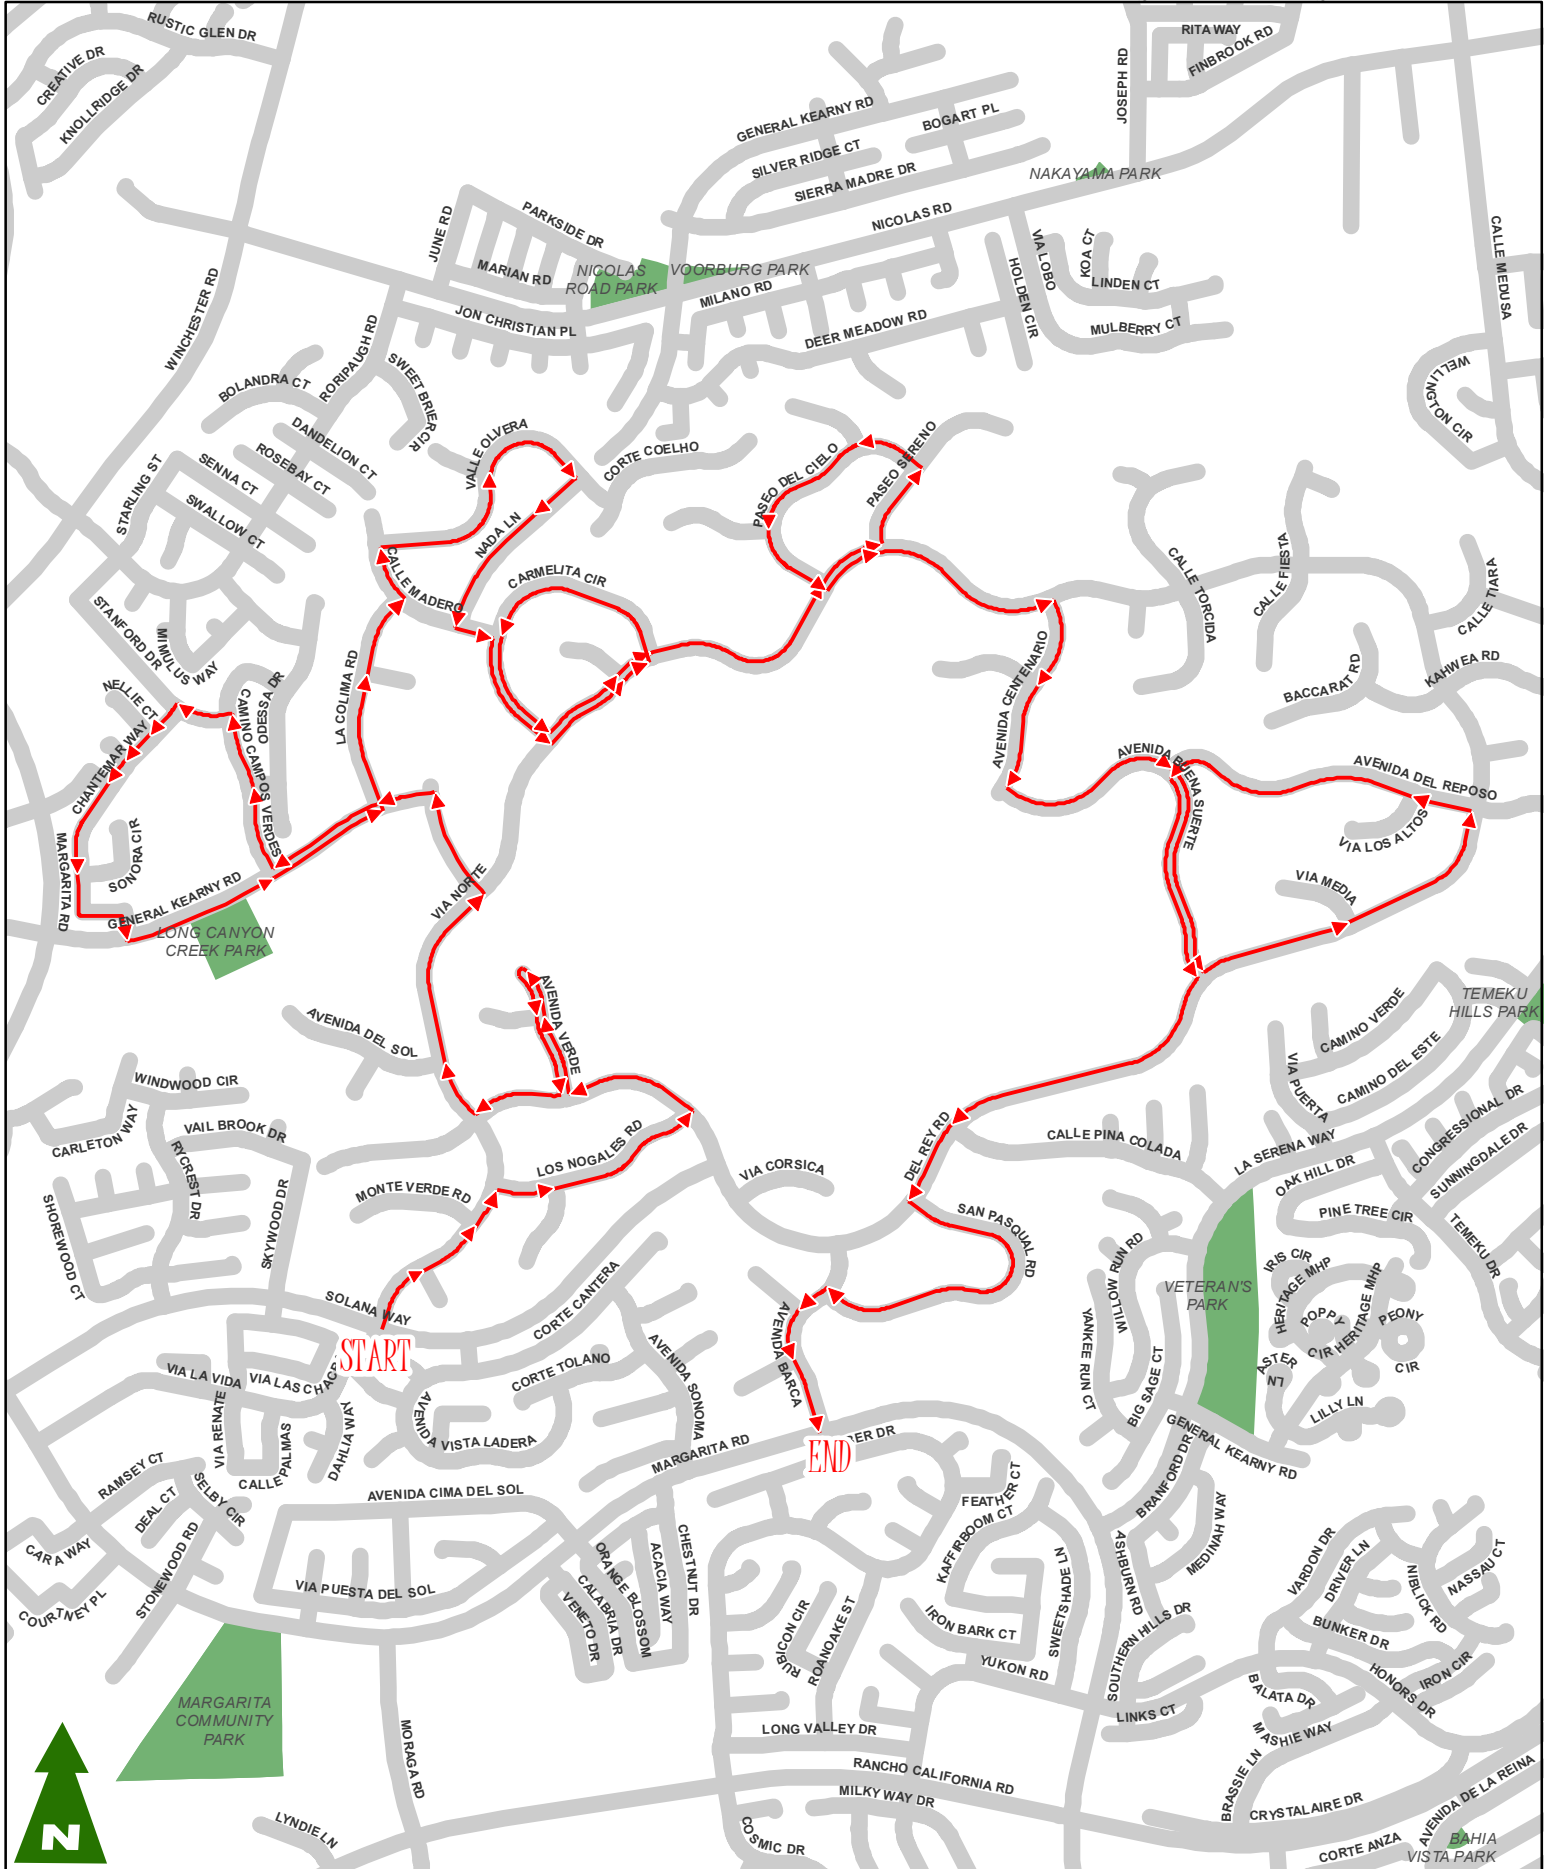 RUSTIC GLEN DR
CREATIVE DR
KNOLLRIDGE DR
RITA WAY
FINBROOK RD
JOSEPH RD
GENERAL KEARNY RD
BOGART PL
SILVER RIDGE CT
SIERRA MADRE DR
NAKAYAMA PARK
NICOLAS RD
JUNE RD
PARKSIDE DR
MARIAN RD
NICOLAS
ROAD PARK
VOORBURG PARK
MILANO RD
VIA LOBO
KOA CT
LINDEN CT
HOLDEN CIR
MULBERRY CT
CALLE MEDUSA
WINCHESTER RD
JON CHRISTIAN PL
DEER MEADOW RD
RORIPAUGH RD
BOLANDRA CT
SWEET BRIER CIR
WELLINGTON CIR
DANDELION CT
VALLE OLVERA
ROSEBAY CT
SENNA CT
STARLING ST
SWALLOW CT
CORTE COELHO
PASEO DEL CIELO
PASEO SERENO
NADA LN
CALLE MADERO
CARMELITA CIR
CALLE TORCIDA
CALLE FIESTA
CALLE TIARA
STANFORD DR
MIMULUS WAY
NELLIE CT
CAMINO CAMPOS VERDES
ODESSA DR
LA COLIMA RD
AVENIDA CENTENARIO
BACCARAT RD
KAHWEA RD
CHANTEMAR WAY
AVENIDA BUENA SUERTE
AVENIDA DEL REPOSO
VIA LOS ALTOS
SONORA CIR
MARGARITA RD
GENERAL KEARNY RD
VIA NORTE
VIA MEDIA
LONG CANYON
CREEK PARK
AVENIDA VERDE
AVENIDA DEL SOL
TEMEKU
HILLS PARK
CAMINO VERDE
CAMINO DEL ESTE
VIA PUERTA
WINDWOOD CIR
CARLETON WAY
VAIL BROOK DR
RYCREST DR
LOS NOGALES RD
DEL REY RD
CALLE PINA COLADA
LA SERENA WAY
CONGRESSIONAL DR
SUNNINGDALE DR
OAK HILL DR
VIA CORSICA
MONTE VERDE RD
SHOREWOOD CT
SKYWOOD DR
SAN PASQUAL RD
PINE TREE CIR
TEMEKU DR
WILLOW RUN RD
IRIS CIR
HERITAGE MHP
HERITAGE MHP
VETERAN'S
PARK
POPPY
CIR
PEONY
CIR
SOLANA WAY
CORTE CANTERA
START
AVENIDA BARCA
AVENIDA SONOMA
YANKEE RUN CT
BIG SAGE CT
ASTER
LN
LILLY LN
VIA LA VIDA
VIA LAS CHAC
CORTE TOLANO
VIA RENATE
CALLE PALMAS
DAHLIA WAY
AVENIDA VISTA LADERA
MARGARITA RD
END
BER DR
GENERAL KEARNY RD
BRANFORD DR
RAMSEY CT
DEAL CT
SELBY CIR
AVENIDA CIMA DEL SOL
FEATHER CT
KAFFIRBOOM CT
MEDINAH WAY
CARA WAY
COURTNEY PL
STONEWOOD RD
VIA PUESTA DEL SOL
CHESTNUT DR
ACACIA WAY
ORANGE BLOSSOM
CALABRIA DR
VENETO DR
ASHBURN RD
SWEETSHADE LN
IRON BARK CT
YUKON RD
SOUTHERN HILLS DR
VARDON DR
DRIVER LN
NIBLICK RD
NASSAU CT
BUNKER DR
IRON CIR
HONORS DR
BALATA DR
RUBICON CIR
ROANOAKE ST
LINKS CT
MASHIE WAY
MARGARITA
COMMUNITY
PARK
MORAGA RD
LONG VALLEY DR
RANCHO CALIFORNIA RD
MILKY WAY DR
BRASSIE LN
CRYSTALAIRE DR
AVENIDA DE LA REINA
LYNDIE LN
COSMIC DR
CORTE ANZA
BAHIA
VISTA PARK
N